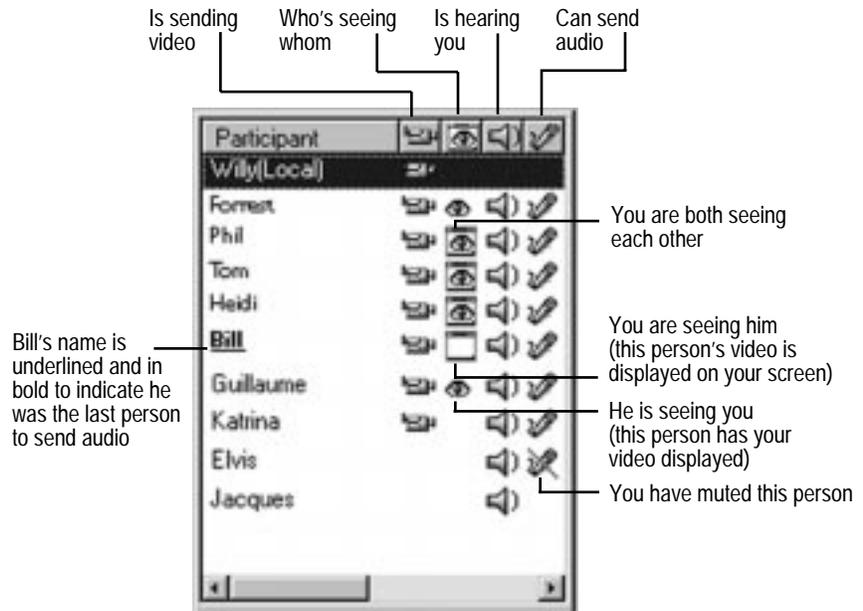 Is sending
video
Who's seeing
whom
Is hearing
you
Can send
audio
Participant
Willy(Local)
Forrest
Phil
Tom
Heidi
Bill
Guillaume
Katrina
Elvis
Jacques
You are both seeing
each other
You are seeing him
(this person's video is
displayed on your screen)
He is seeing you
(this person has your
video displayed)
You have muted this person
Bill's name is
underlined and in
bold to indicate he
was the last person
to send audio